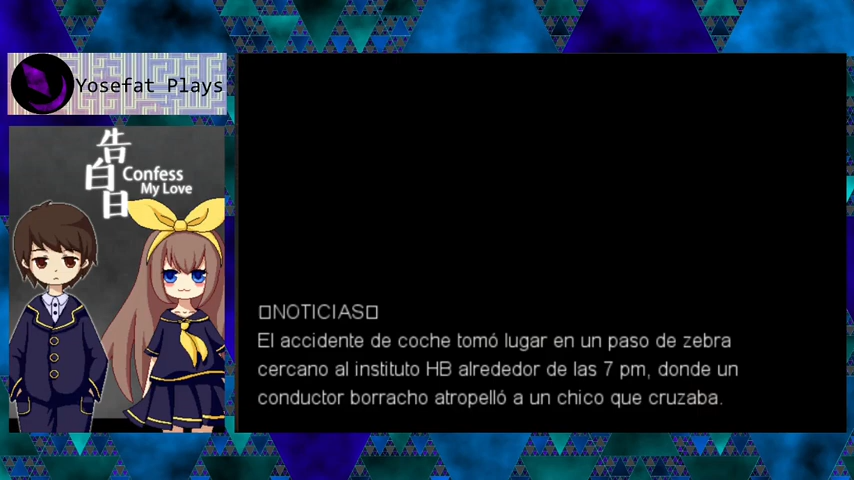 Yosefat Plays
告白日
Confess
My Love
□NOTICIAS□
El accidente de coche tomó lugar en un paso de zebra
cercano al instituto HB alrededor de las 7 pm, donde un
conductor borracho atropelló a un chico que cruzaba.